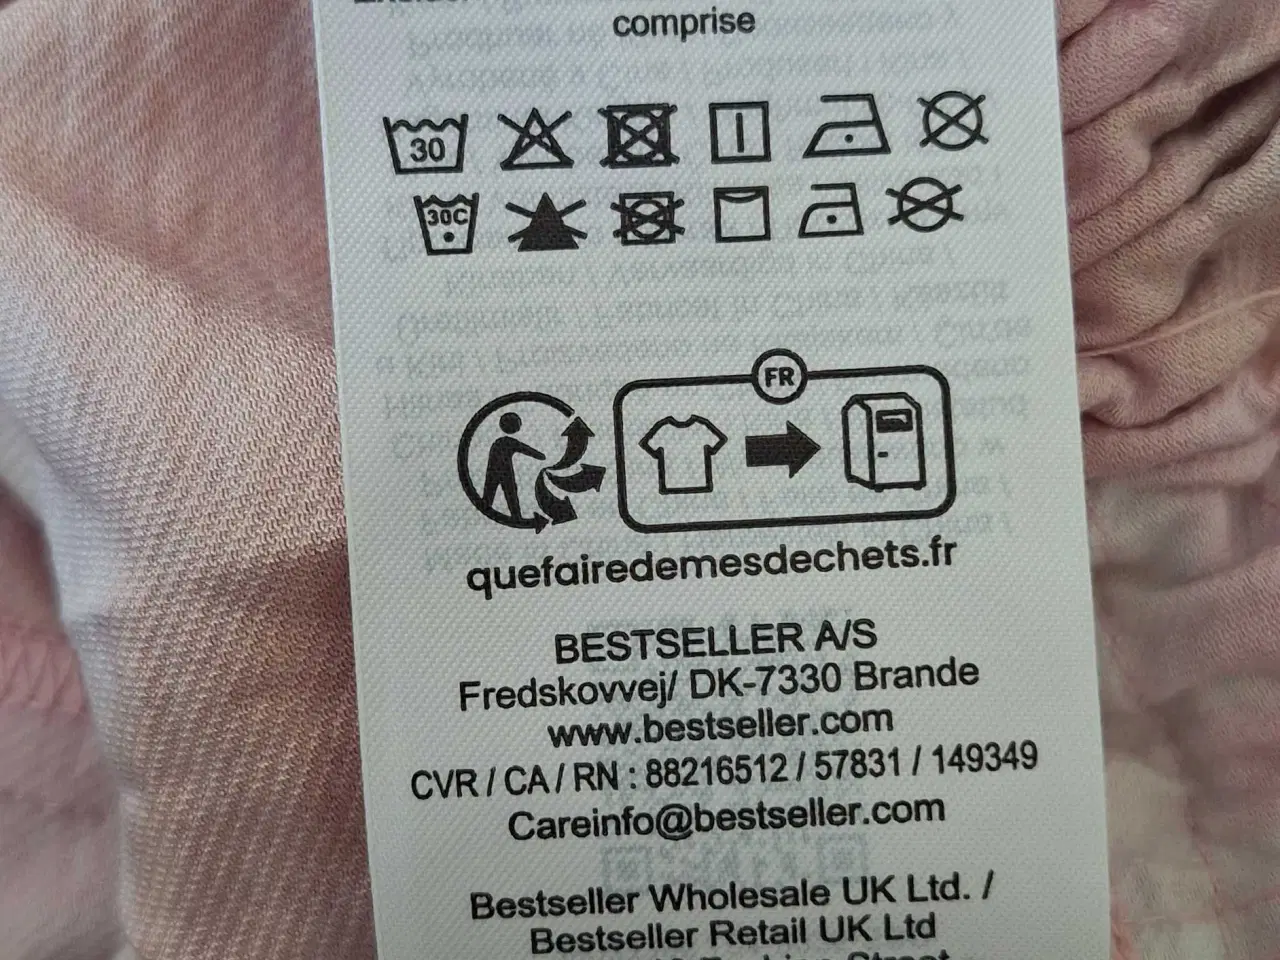 comprise
30
30C
FR
quefairedemesdechets.fr
BESTSELLER A/S
Fredskovvej/ DK-7330 Brande
www.bestseller.com
CVR / CA / RN : 88216512 / 57831 / 149349
Careinfo@bestseller.com
Bestseller Wholesale UK Ltd. /
Bestseller Retail UK Ltd